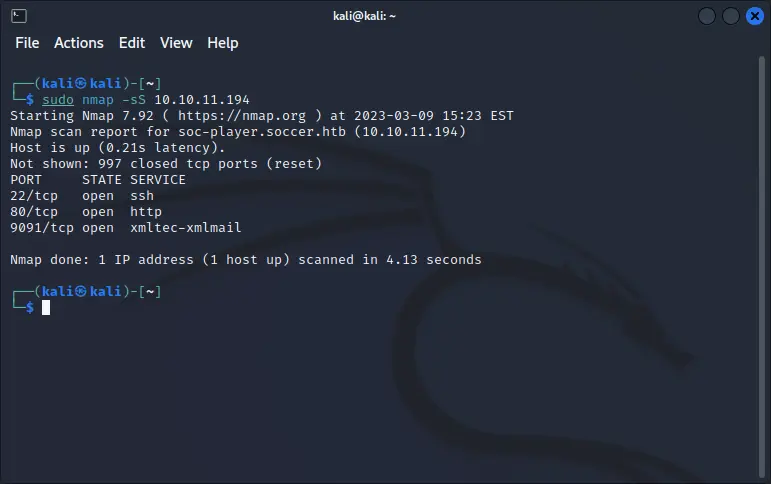 kali@kali: ~
File Actions Edit View Help
┌──(kali㉿kali)-[~]
└─$ sudo nmap -sS 10.10.11.194
Starting Nmap 7.92 ( https://nmap.org ) at 2023-03-09 15:23 EST
Nmap scan report for soc-player.soccer.htb (10.10.11.194)
Host is up (0.21s latency).
Not shown: 997 closed tcp ports (reset)
PORT     STATE SERVICE
22/tcp   open  ssh
80/tcp   open  http
9091/tcp open  xmltec-xmlmail
Nmap done: 1 IP address (1 host up) scanned in 4.13 seconds
┌──(kali㉿kali)-[~]
└─$